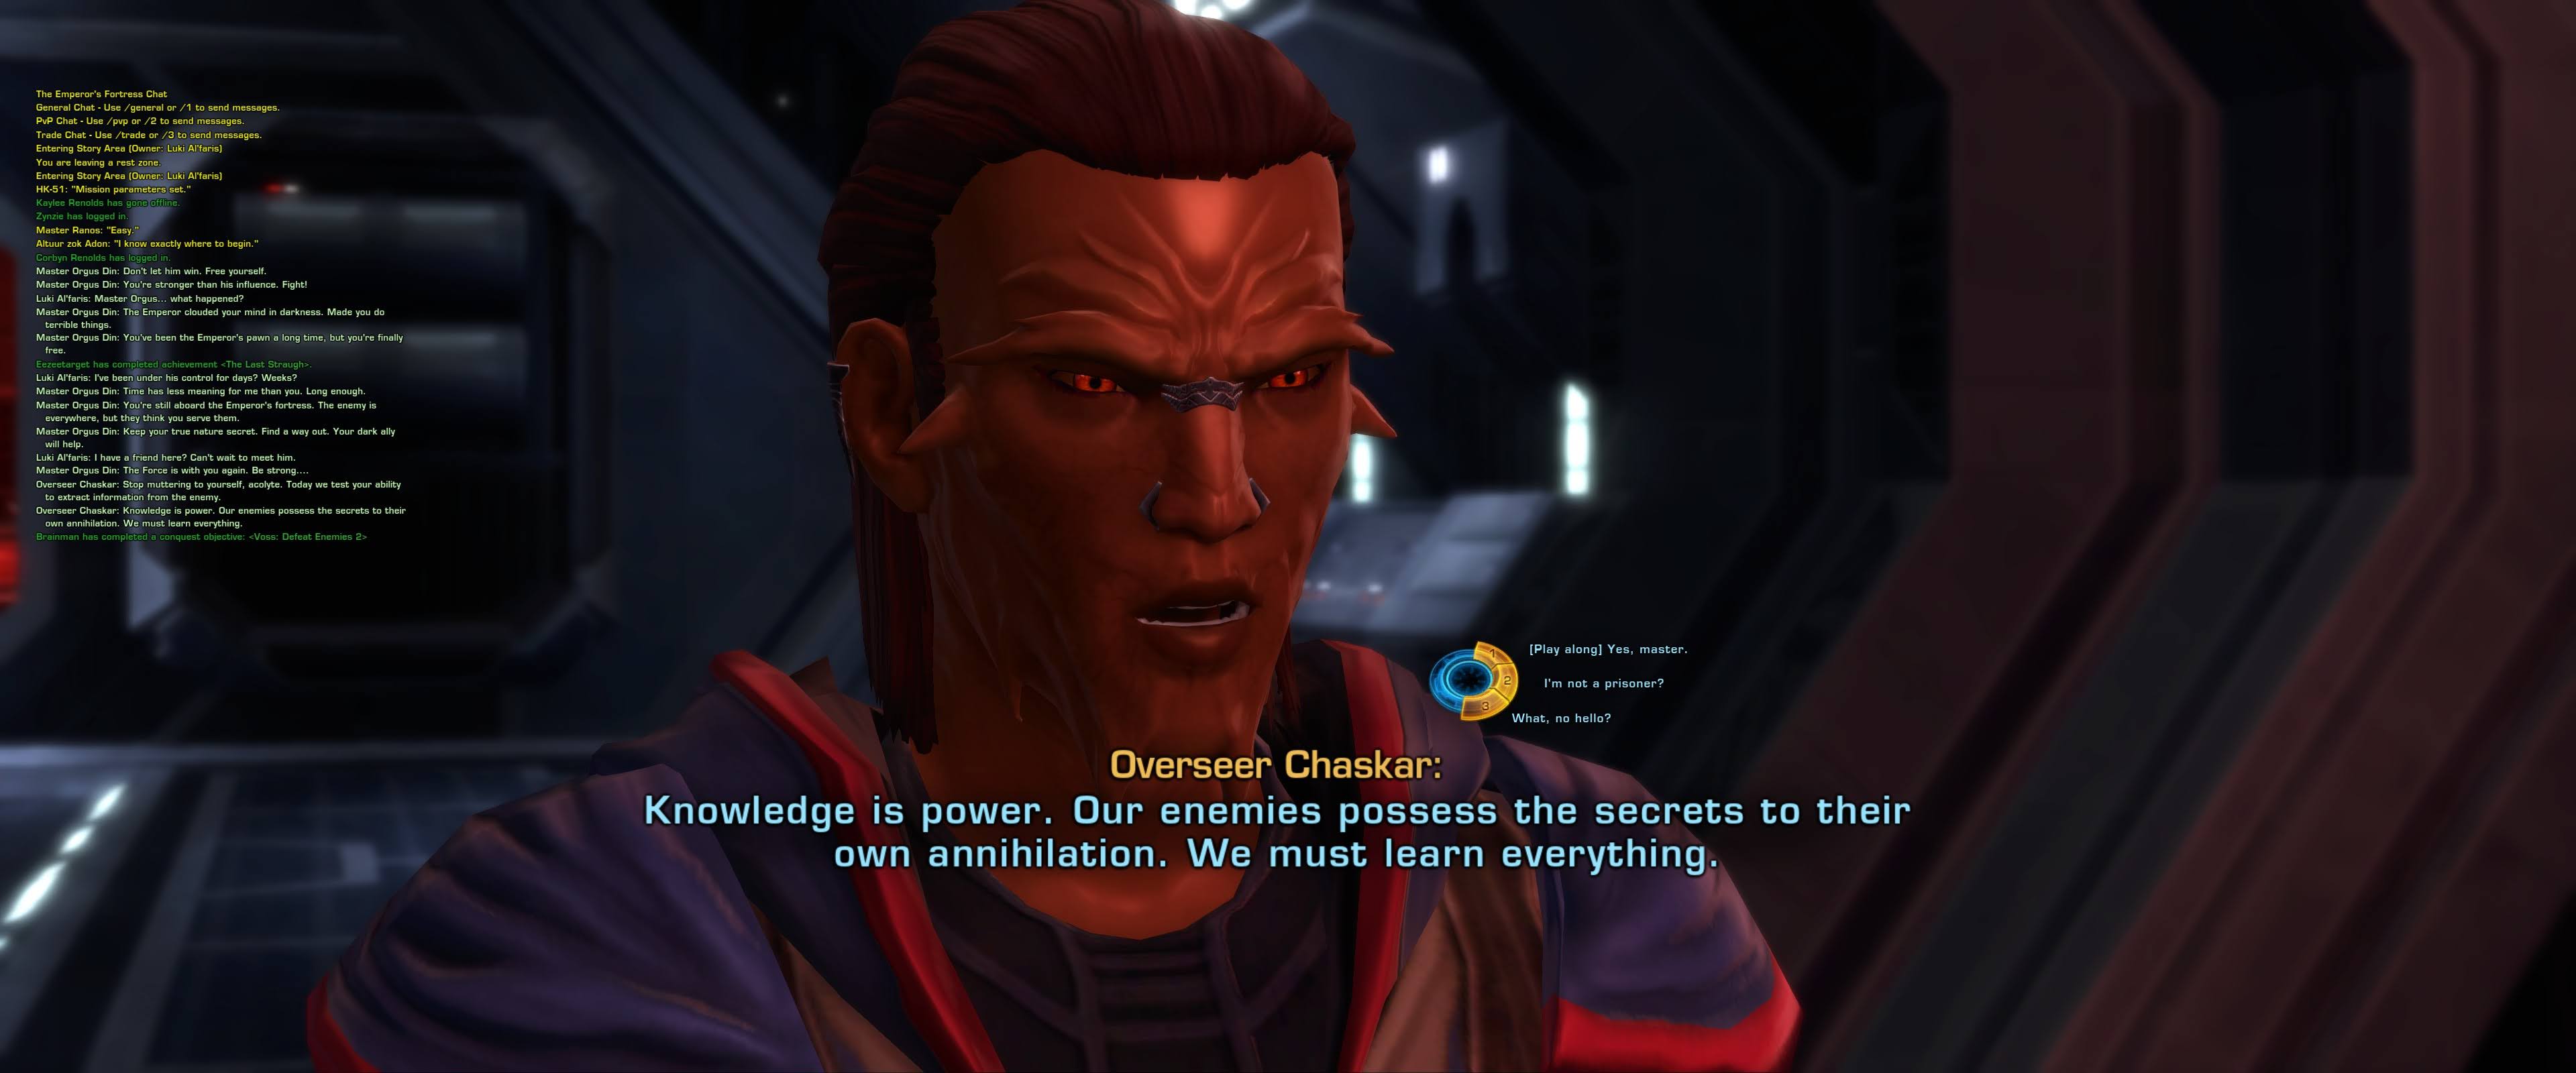 The Emperor's Fortress Chat
General Chat - Use /general or /1 to send messages.
PvP Chat - Use /pvp or /2 to send messages.
Trade Chat - Use /trade or /3 to send messages.
Entering Story Area (Owner: Luki Al'faris)
You are leaving a rest zone.
Entering Story Area (Owner: Luki Al'faris)
HK-51: "Mission parameters set."
Kaylee Renolds has gone offline.
Zynzie has logged in.
Master Ranos: "Easy."
Altuur zok Adon: "I know exactly where to begin."
Corbyn Renolds has logged in.
Master Orgus Din: Don't let him win. Free yourself.
Master Orgus Din: You're stronger than his influence. Fight!
Luki Al'faris: Master Orgus... what happened?
Master Orgus Din: The Emperor clouded your mind in darkness. Made you do
terrible things.
Master Orgus Din: You've been the Emperor's pawn a long time, but you're finally
free.
Eezeetarget has completed achievement <The Last Straugh>.
Luki Al'faris: I've been under his control for days? Weeks?
Master Orgus Din: Time has less meaning for me than you. Long enough.
Master Orgus Din: You're still aboard the Emperor's fortress. The enemy is
everywhere, but they think you serve them.
Master Orgus Din: Keep your true nature secret. Find a way out. Your dark ally
will help.
Luki Al'faris: I have a friend here? Can't wait to meet him.
Master Orgus Din: The Force is with you again. Be strong....
Overseer Chaskar: Stop muttering to yourself, acolyte. Today we test your ability
to extract information from the enemy.
Overseer Chaskar: Knowledge is power. Our enemies possess the secrets to their
own annihilation. We must learn everything.
Brainman has completed a conquest objective: <Voss: Defeat Enemies 2>
1 [Play along] Yes, master.
2 I'm not a prisoner?
3 What, no hello?
Overseer Chaskar:
Knowledge is power. Our enemies possess the secrets to their
own annihilation. We must learn everything.